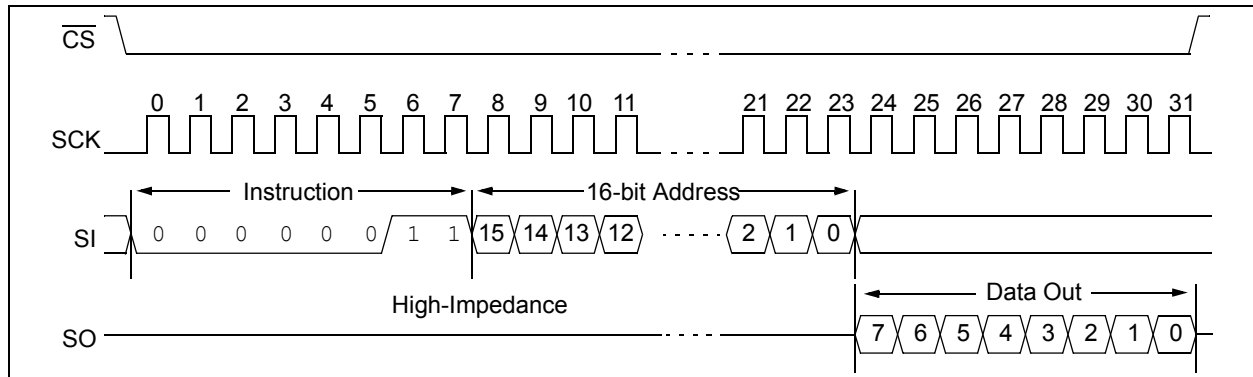 CS
0 1 2 3 4 5 6 7 8 9 10 11 21 22 23 24 25 26 27 28 29 30 31
SCK
Instruction 16-bit Address
SI 0 0 0 0 0 0 1 1 15 14 13 12 2 1 0
High-Impedance Data Out
SO 7 6 5 4 3 2 1 0